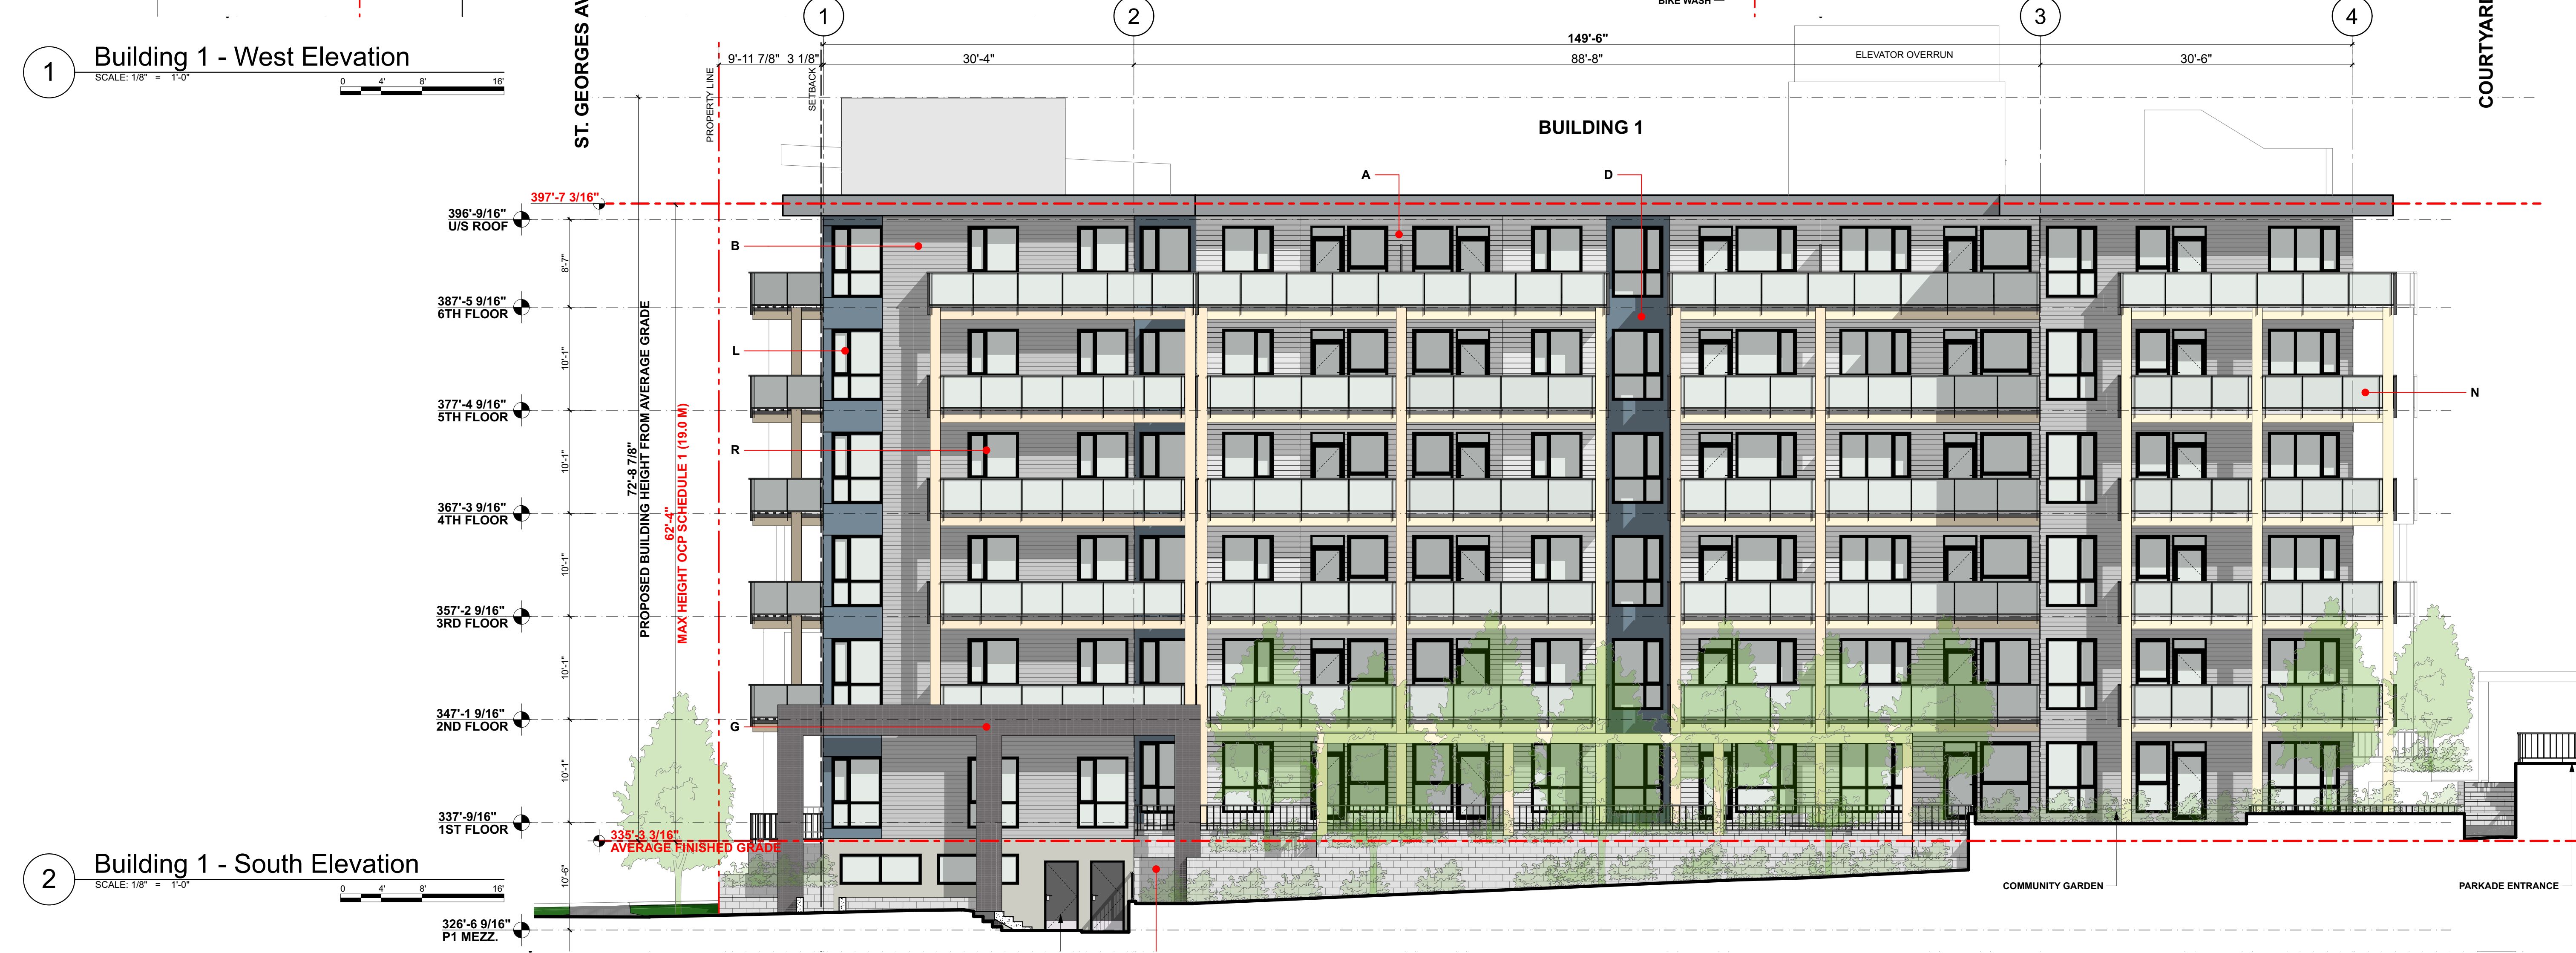 BIKE WASH
1
2
3
4
1
Building 1 - West Elevation
SCALE: 1/8" = 1'-0"
0 4' 8' 16'
ST. GEORGES AV
COURTYARD
149'-6"
9'-11 7/8" 3 1/8" 30'-4" 88'-8" 30'-6"
PROPERTY LINE
SETBACK
ELEVATOR OVERRUN
BUILDING 1
A
D
397'-7 3/16"
396'-9/16"
U/S ROOF
B
8'-7"
387'-5 9/16"
6TH FLOOR
L
10'-1"
377'-4 9/16"
5TH FLOOR
N
R
10'-1"
72'-8 7/8"
PROPOSED BUILDING HEIGHT FROM AVERAGE GRADE
62'-4"
MAX HEIGHT OCP SCHEDULE 1 (19.0 M)
367'-3 9/16"
4TH FLOOR
10'-1"
357'-2 9/16"
3RD FLOOR
10'-1"
347'-1 9/16"
2ND FLOOR
G
10'-1"
337'-9/16"
1ST FLOOR
335'-3 3/16"
AVERAGE FINISHED GRADE
2
Building 1 - South Elevation
SCALE: 1/8" = 1'-0"
0 4' 8' 16'
10'-6"
COMMUNITY GARDEN
PARKADE ENTRANCE
326'-6 9/16"
P1 MEZZ.